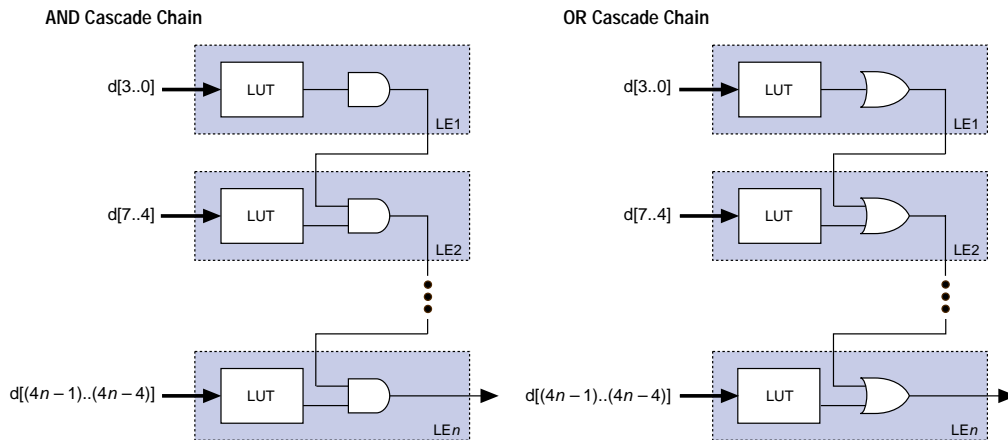 AND Cascade Chain
d[3..0]
LUT
LE1
d[7..4]
LUT
LE2
d[(4n – 1)..(4n – 4)]
LUT
LEn
OR Cascade Chain
d[3..0]
LUT
LE1
d[7..4]
LUT
LE2
d[(4n – 1)..(4n – 4)]
LUT
LEn